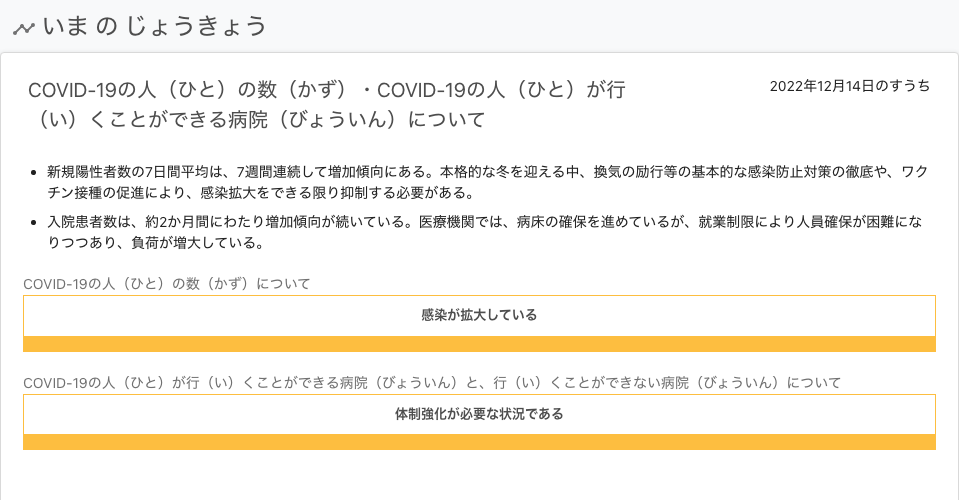 いま の じょうきょう
COVID-19の人（ひと）の数（かず）・COVID-19の人（ひと）が行
（い）くことができる病院（びょういん）について
2022年12月14日のすうち
• 新規陽性者数の7日間平均は、7週間連続して増加傾向にある。本格的な冬を迎える中、換気の励行等の基本的な感染防止対策の徹底や、ワク
チン接種の促進により、感染拡大をできる限り抑制する必要がある。
• 入院患者数は、約2か月間にわたり増加傾向が続いている。医療機関では、病床の確保を進めているが、就業制限により人員確保が困難にな
りつつあり、負荷が増大している。
COVID-19の人（ひと）の数（かず）について
感染が拡大している
COVID-19の人（ひと）が行（い）くことができる病院（びょういん）と、行（い）くことができない病院（びょういん）について
体制強化が必要な状況である